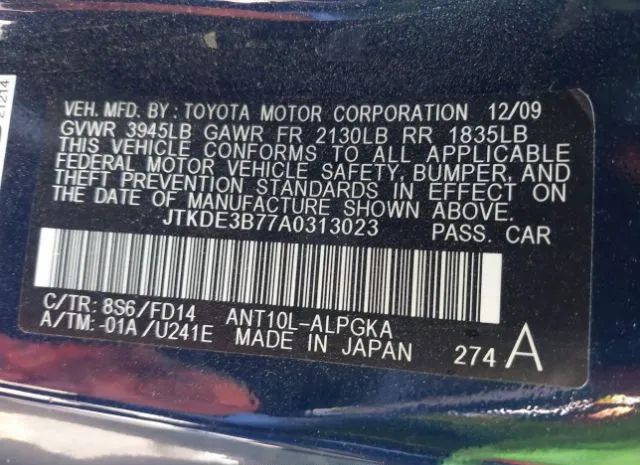 21214
VEH. MFD. BY : TOYOTA MOTOR CORPORATION 12/09
GVWR 3945LB GAWR FR 2130LB RR 1835LB
THIS VEHICLE CONFORMS TO ALL APPLICABLE
FEDERAL MOTOR VEHICLE SAFETY, BUMPER, AND
THEFT PREVENTION STANDARDS IN EFFECT ON
THE DATE OF MANUFACTURE SHOWN ABOVE.
JTKDE3B77A0313023 PASS. CAR
C/TR: 8S6/FD14 ANT10L-ALPGKA
A/TM: -01A/U241E MADE IN JAPAN 274 A